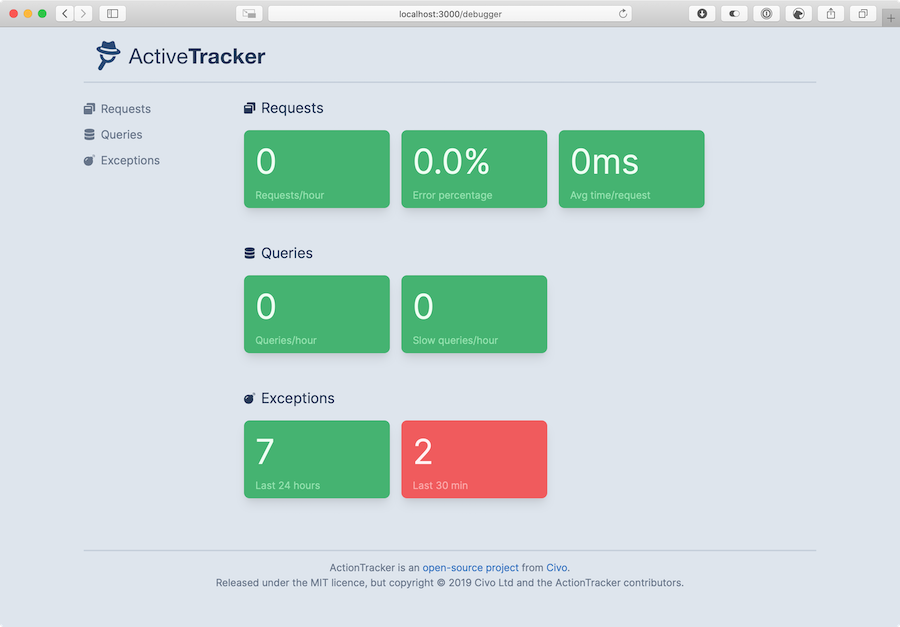 localhost:3000/debugger
ActiveTracker
Requests
Queries
Exceptions
Requests
0
Requests/hour
0.0%
Error percentage
0ms
Avg time/request
Queries
0
Queries/hour
0
Slow queries/hour
Exceptions
7
Last 24 hours
2
Last 30 min
ActionTracker is an open-source project from Civo.
Released under the MIT licence, but copyright © 2019 Civo Ltd and the ActionTracker contributors.